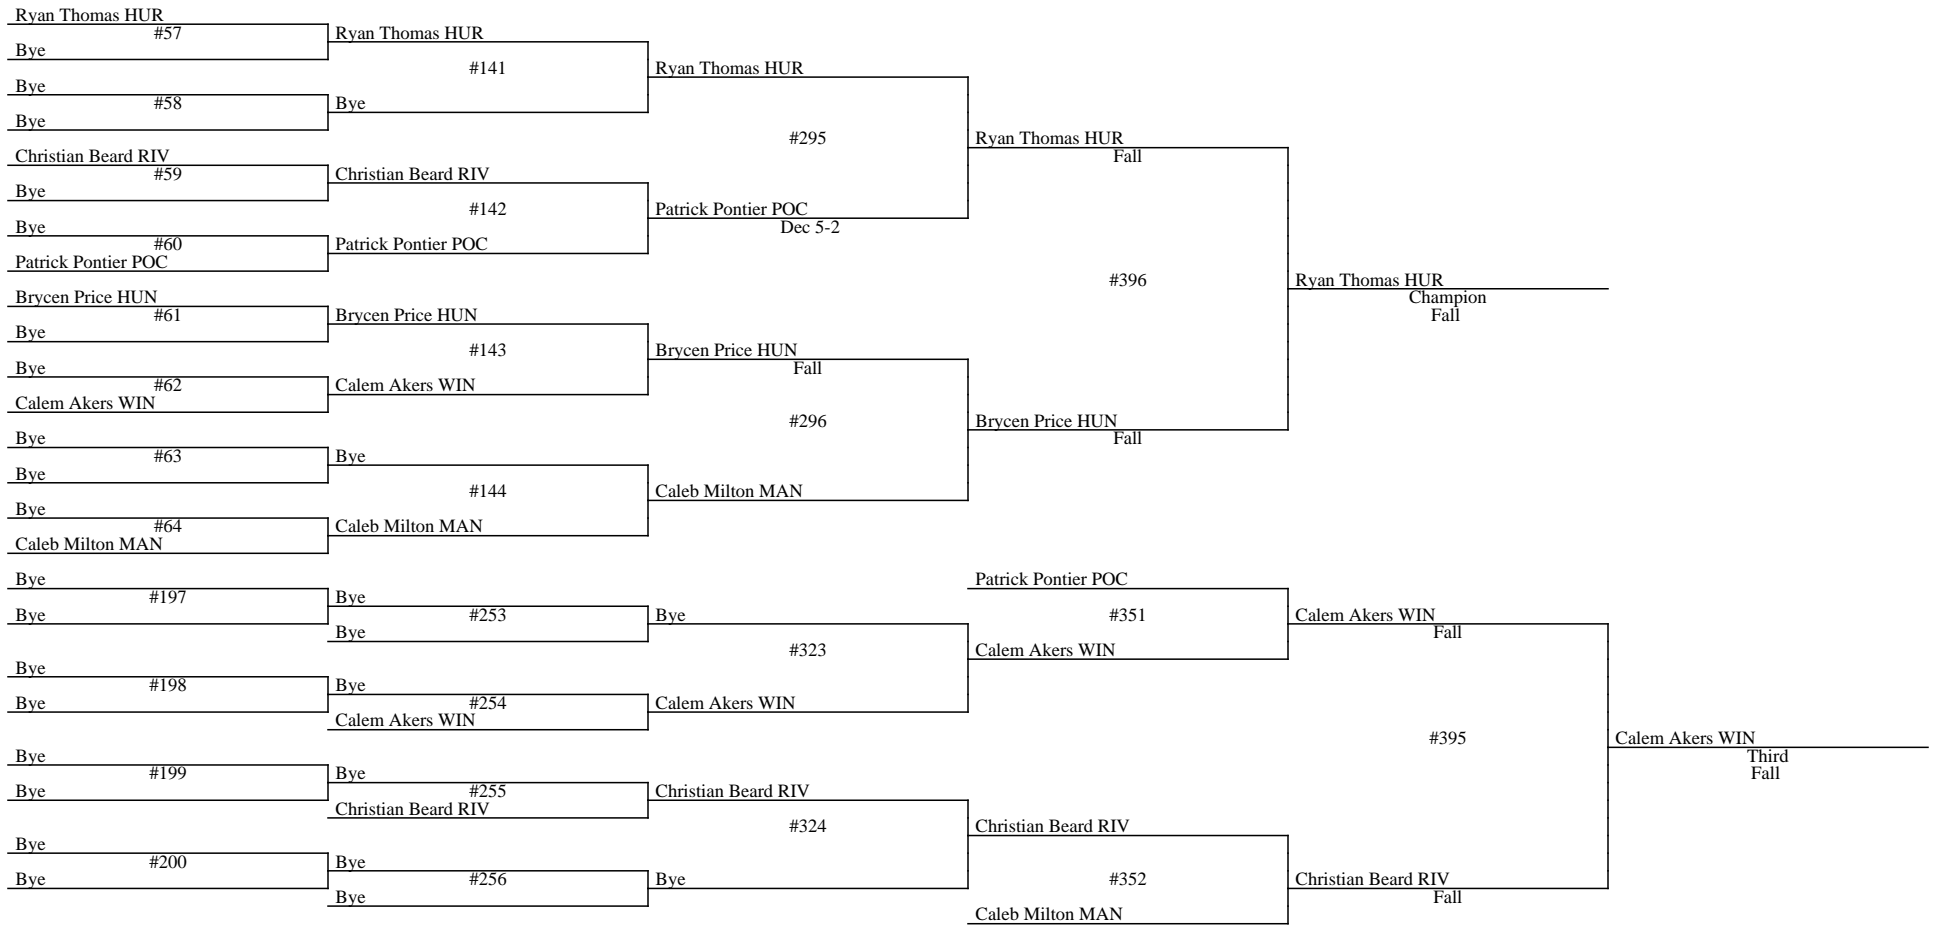 Ryan Thomas HUR
#57
Ryan Thomas HUR
Bye
#141
Ryan Thomas HUR
Bye
#58
Bye
Bye
#295
Ryan Thomas HUR
Fall
Christian Beard RIV
#59
Christian Beard RIV
Bye
#142
Patrick Pontier POC
Dec 5-2
Bye
#60
Patrick Pontier POC
Patrick Pontier POC
#396
Ryan Thomas HUR
Champion
Fall
Brycen Price HUN
#61
Brycen Price HUN
Bye
#143
Brycen Price HUN
Fall
Bye
#62
Calem Akers WIN
Calem Akers WIN
#296
Brycen Price HUN
Fall
Bye
#63
Bye
Bye
#144
Caleb Milton MAN
Bye
#64
Caleb Milton MAN
Caleb Milton MAN
Bye
#197
Bye
Bye
#253
Bye
Bye
Patrick Pontier POC
#351
Calem Akers WIN
Fall
#323
Calem Akers WIN
Bye
#198
Bye
Bye
#254
Calem Akers WIN
Calem Akers WIN
#395
Calem Akers WIN
Third
Fall
Bye
#199
Bye
Bye
#255
Christian Beard RIV
Christian Beard RIV
#324
Christian Beard RIV
Bye
#200
Bye
Bye
#256
Bye
Bye
#352
Christian Beard RIV
Fall
Caleb Milton MAN